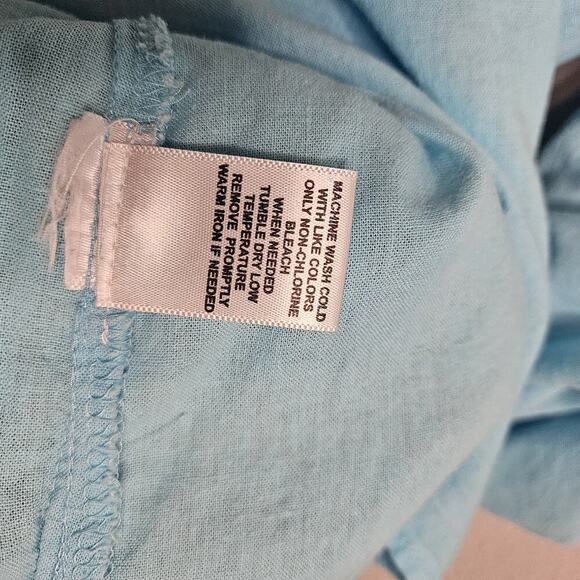 MACHINE WASH COLD
WITH LIKE COLORS
ONLY NON-CHLORINE
BLEACH
WHEN NEEDED
TUMBLE DRY LOW
TEMPERATURE
REMOVE PROMPTLY
WARM IRON IF NEEDED